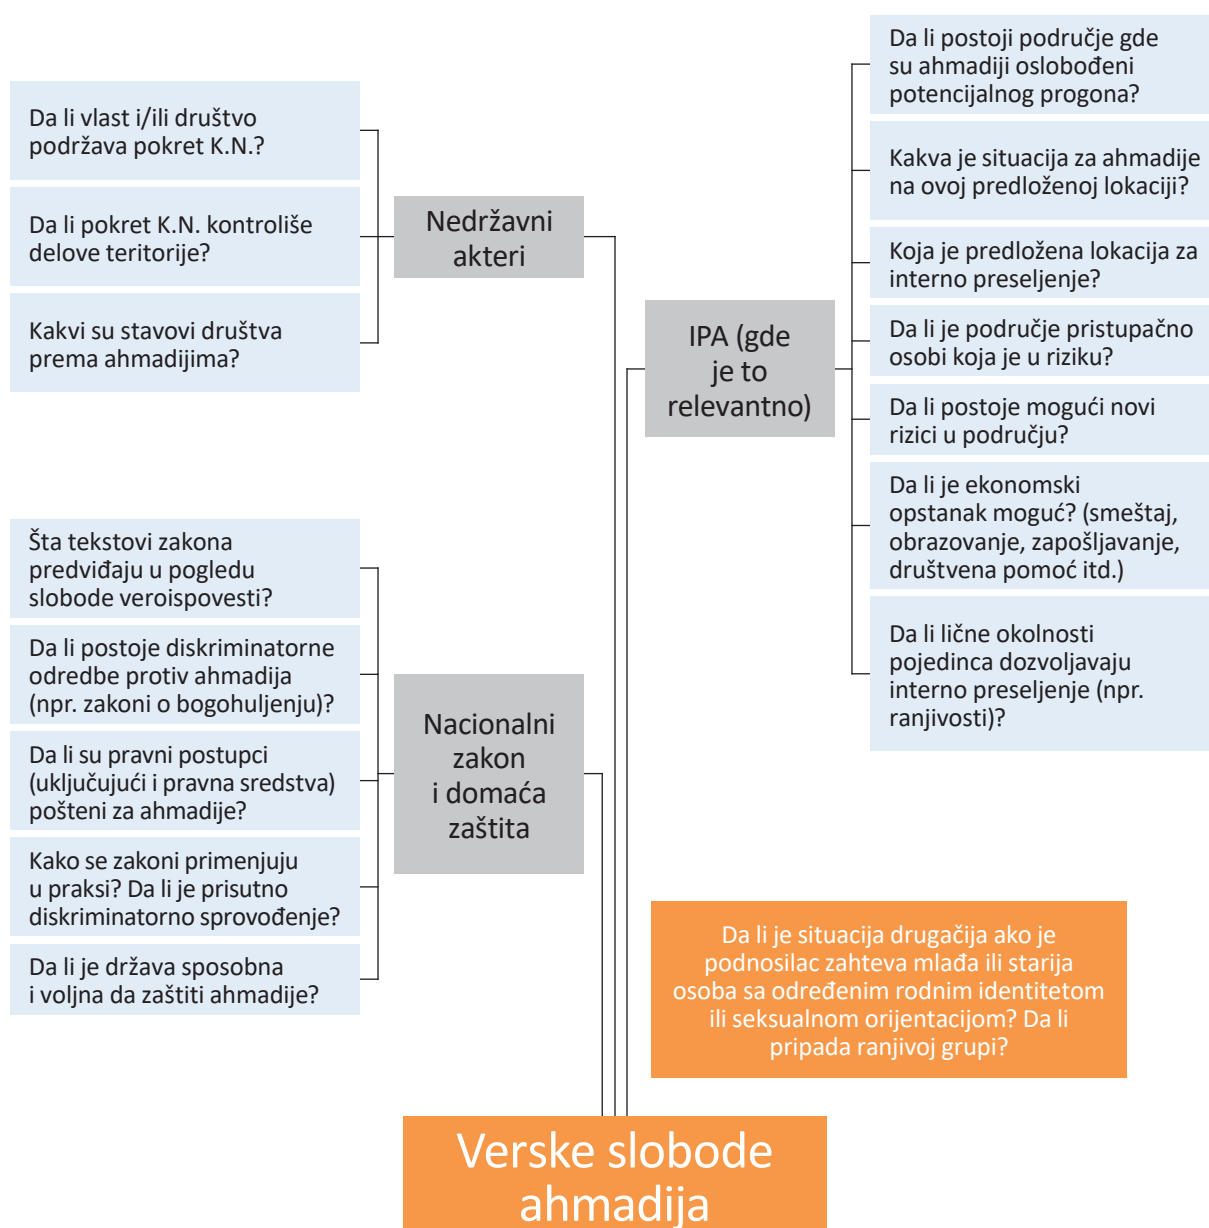 Da li vlast i/ili društvo
podržava pokret K.N.?
Da li pokret K.N. kontroliše
delove teritorije?
Kakvi su stavovi društva
prema ahmadijima?
Nedržavni
akteri
Da li postoji područje gde
su ahmadiji oslobođeni
potencijalnog progona?
Kakva je situacija za ahmadije
na ovoj predloženoj lokaciji?
Koja je predložena lokacija za
interno preseljenje?
Da li je područje pristupačno
osobi koja je u riziku?
Da li postoje mogući novi
rizici u području?
Da li je ekonomski
opstanak moguć? (smeštaj,
obrazovanje, zapošljavanje,
društvena pomoć itd.)
Da li lične okolnosti
pojedinca dozvoljavaju
interno preseljenje (npr.
ranjivosti)?
IPA (gde
je to
relevantno)
Šta tekstovi zakona
predviđaju u pogledu
slobode veroispovesti?
Da li postoje diskriminatorne
odredbe protiv ahmadija
(npr. zakoni o bogohuljenju)?
Da li su pravni postupci
(uključujući i pravna sredstva)
pošteni za ahmadije?
Kako se zakoni primenjuju
u praksi? Da li je prisutno
diskriminatorno sprovođenje?
Da li je država sposobna
i voljna da zaštiti ahmadije?
Nacionalni
zakon
i domaća
zaštita
Da li je situacija drugačija ako je
podnosilac zahteva mlađa ili starija
osoba sa određenim rodnim identitetom
ili seksualnom orijentacijom? Da li
pripada ranjivoj grupi?
Verske slobode
ahmadija